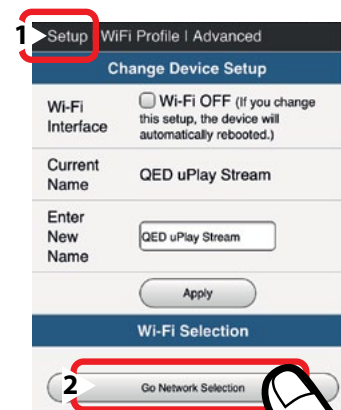 1 Setup WiFi Profile | Advanced
Change Device Setup
Wi-Fi Interface
Wi-Fi OFF (If you change
this setup, the device will
automatically rebooted.)
Current
Name
QED uPlay Stream
Enter
New
Name
QED uPlay Stream
Apply
Wi-Fi Selection
2 Go Network Selection